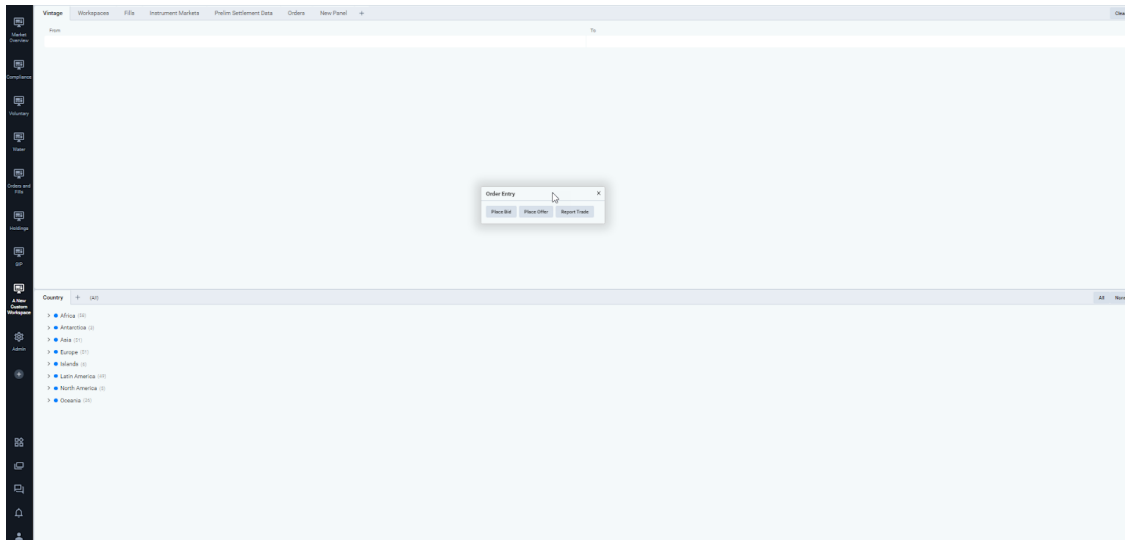 Market
Overview
Compliance
Voluntary
Water
Orders and
Fills
Holdings
A New
Custom
Workspace
Admin
Vintage Workspaces Fills Instrument Markets Prelim Settlement Data Orders New Panel +
From To
Order Entry ×
Place Bid Place Offer Report Trade
Country + (All) All
Africa
Antarctica
Asia
Europe
Islands
Latin America
North America
Oceania